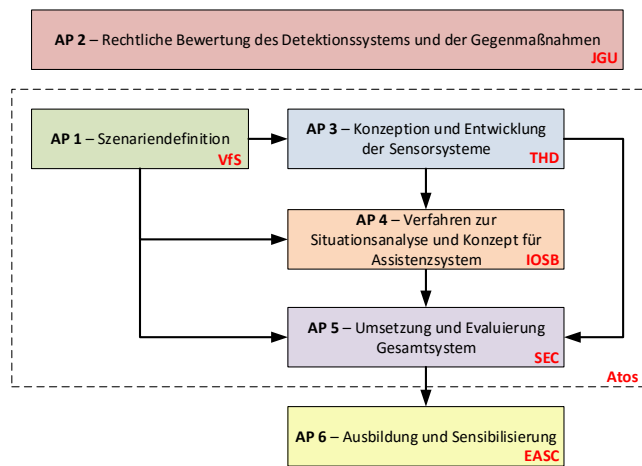 AP 2 – Rechtliche Bewertung des Detektionssystems und der Gegenmaßnahmen
JGU
AP 1 – Szenariendefinition
VfS
AP 3 – Konzeption und Entwicklung
der Sensorsysteme
THD
AP 4 – Verfahren zur
Situationsanalyse und Konzept für
Assistenzsystem
IOSB
AP 5 – Umsetzung und Evaluierung
Gesamtsystem
SEC
Atos
AP 6 – Ausbildung und Sensibilisierung
EASC